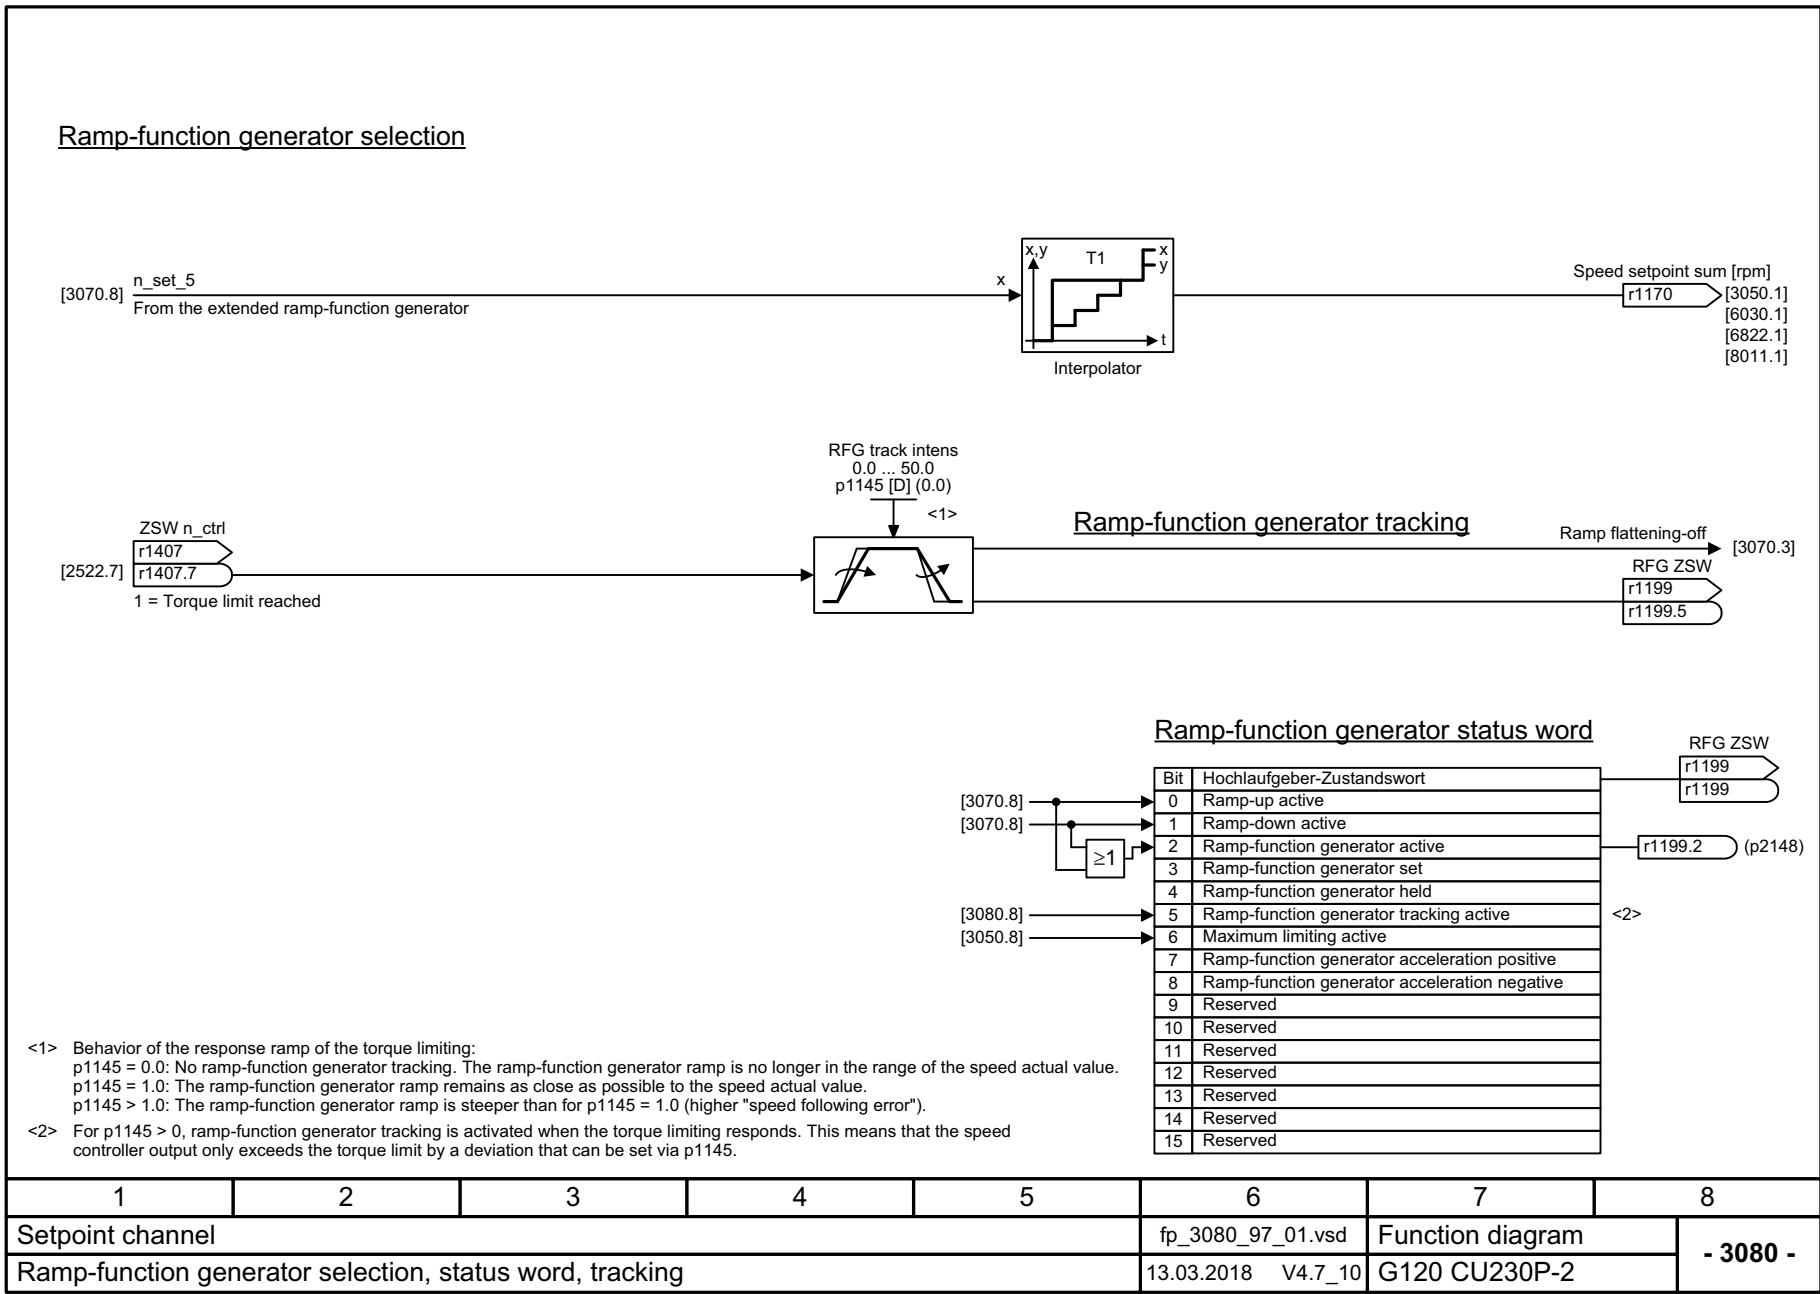 Ramp-function generator selection
x,y
T1
x
y
n_set_5
[3070.8]
From the extended ramp-function generator
x
t
Interpolator
Speed setpoint sum [rpm]
r1170
[3050.1]
[6030.1]
[6822.1]
[8011.1]
RFG track intens
0.0 ... 50.0
p1145 [D] (0.0)
<1>
Ramp-function generator tracking
ZSW n_ctrl
r1407
[2522.7] r1407.7
1 = Torque limit reached
Ramp flattening-off
[3070.3]
RFG ZSW
r1199
r1199.5
Ramp-function generator status word
RFG ZSW
r1199
r1199
Bit Hochlaufgeber-Zustandswort
[3070.8] 0 Ramp-up active
[3070.8] 1 Ramp-down active
≥1
2 Ramp-function generator active r1199.2 (p2148)
3 Ramp-function generator set
4 Ramp-function generator held
[3080.8] 5 Ramp-function generator tracking active <2>
[3050.8] 6 Maximum limiting active
7 Ramp-function generator acceleration positive
8 Ramp-function generator acceleration negative
9 Reserved
10 Reserved
11 Reserved
12 Reserved
13 Reserved
14 Reserved
15 Reserved
<1> Behavior of the response ramp of the torque limiting:
p1145 = 0.0: No ramp-function generator tracking. The ramp-function generator ramp is no longer in the range of the speed actual value.
p1145 = 1.0: The ramp-function generator ramp remains as close as possible to the speed actual value.
p1145 > 1.0: The ramp-function generator ramp is steeper than for p1145 = 1.0 (higher "speed following error").
<2> For p1145 > 0, ramp-function generator tracking is activated when the torque limiting responds. This means that the speed
controller output only exceeds the torque limit by a deviation that can be set via p1145.
1 2 3 4 5 6 7 8
Setpoint channel fp_3080_97_01.vsd Function diagram
- 3080 -
Ramp-function generator selection, status word, tracking 13.03.2018 V4.7_10 G120 CU230P-2